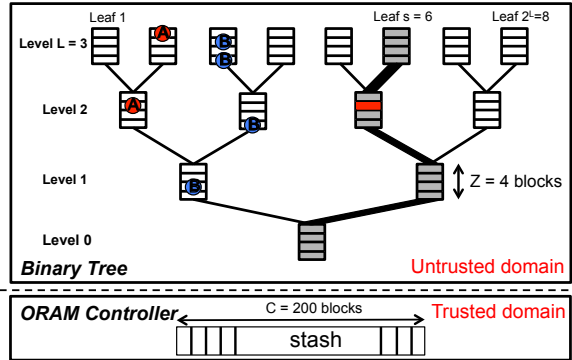 Leaf 1
Leaf s = 6
Leaf 2ᴸ=8
Level L = 3
A
B
B
Level 2
A
B
Level 1
B
Z = 4 blocks
Level 0
Binary Tree
Untrusted domain
ORAM Controller
C = 200 blocks
Trusted domain
stash